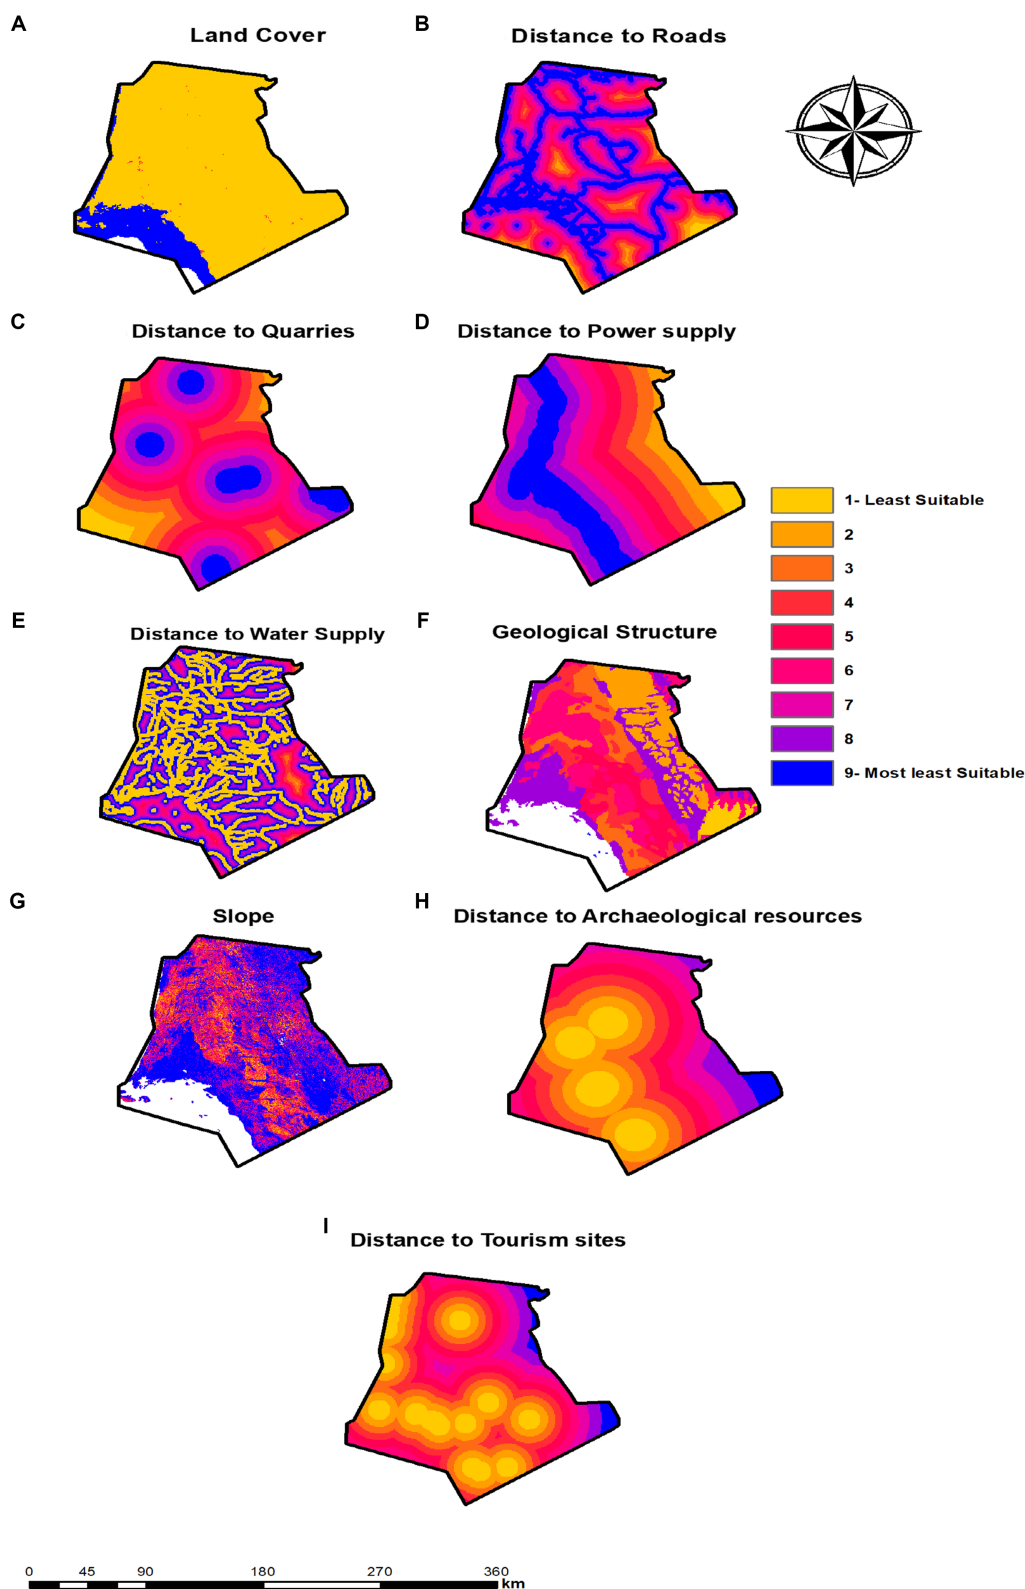 A
Land Cover
B
Distance to Roads
C
Distance to Quarries
D
Distance to Power supply
1- Least Suitable
2
3
4
5
6
7
8
9- Most least Suitable
E
Distance to Water Supply
F
Geological Structure
G
Slope
H
Distance to Archaeological resources
I
Distance to Tourism sites
0 45 90 180 270 360
km